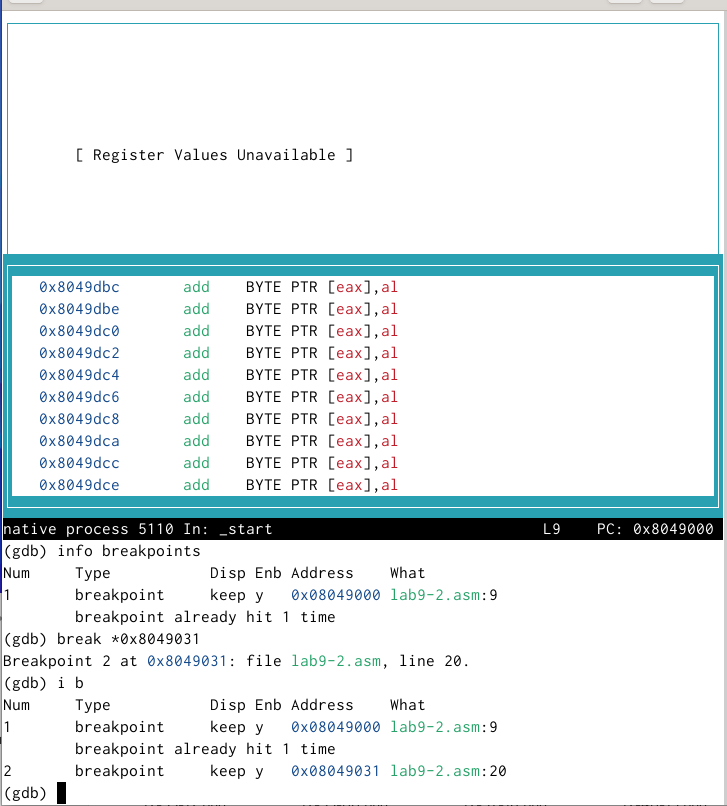 [ Register Values Unavailable ]
0x8049dbc add BYTE PTR [eax],al
0x8049dbe add BYTE PTR [eax],al
0x8049dc0 add BYTE PTR [eax],al
0x8049dc2 add BYTE PTR [eax],al
0x8049dc4 add BYTE PTR [eax],al
0x8049dc6 add BYTE PTR [eax],al
0x8049dc8 add BYTE PTR [eax],al
0x8049dca add BYTE PTR [eax],al
0x8049dcc add BYTE PTR [eax],al
0x8049dce add BYTE PTR [eax],al
native process 5110 In: _start L9 PC: 0x8049000
(gdb) info breakpoints
Num Type Disp Enb Address What
1 breakpoint keep y 0x08049000 lab9-2.asm:9
breakpoint already hit 1 time
(gdb) break *0x8049031
Breakpoint 2 at 0x8049031: file lab9-2.asm, line 20.
(gdb) i b
Num Type Disp Enb Address What
1 breakpoint keep y 0x08049000 lab9-2.asm:9
breakpoint already hit 1 time
2 breakpoint keep y 0x08049031 lab9-2.asm:20
(gdb)